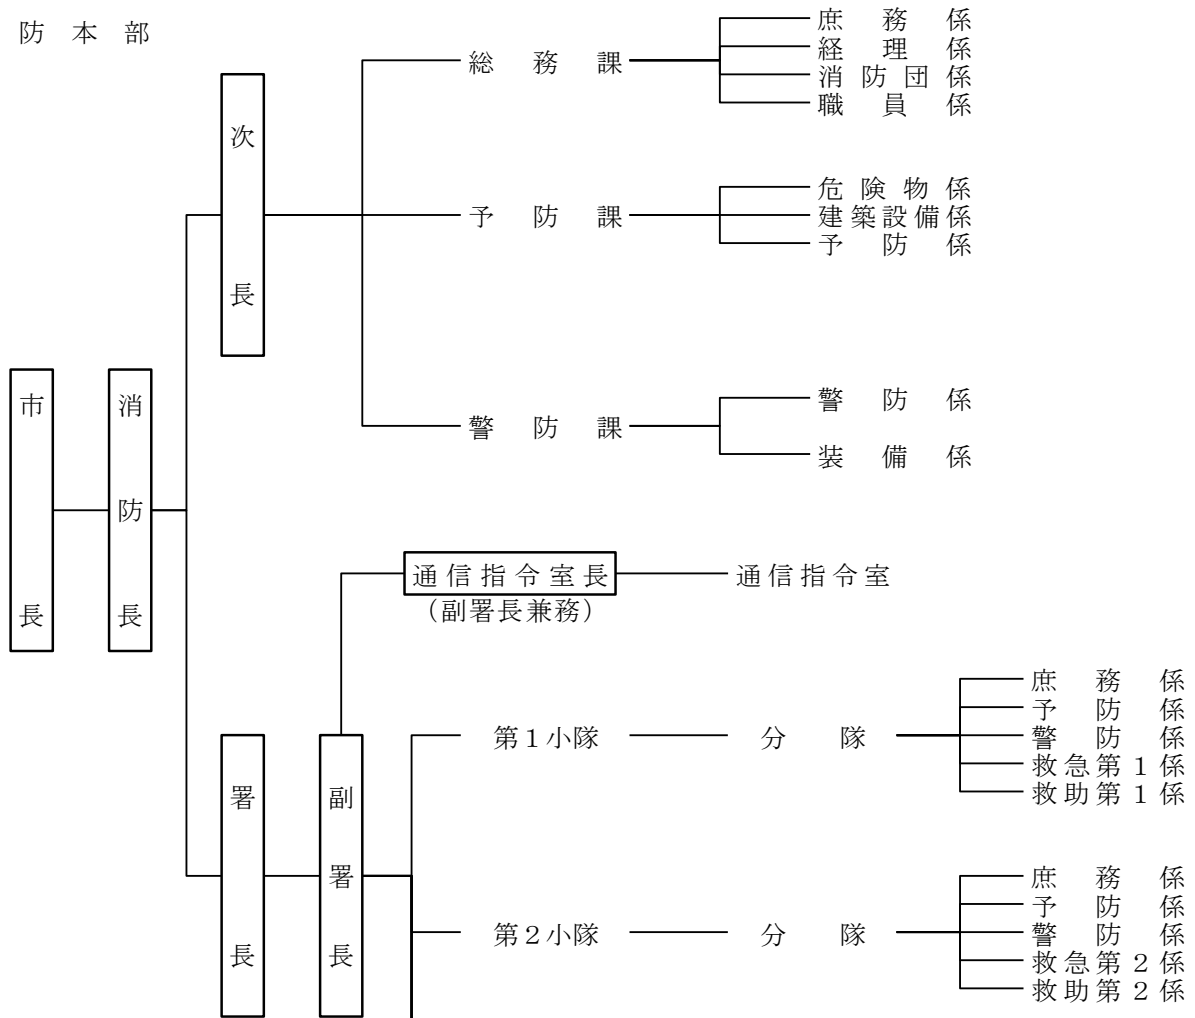 防本部
総務課
庶務係
経理係
消防団係
職員係
次長
予防課
危険物係
建築設備係
予防係
市長
消防長
警防課
警防係
装備係
通信指令室長
(副署長兼務)
通信指令室
署長
副署長
第1小隊
分隊
庶務係
予防係
警防係
救急第1係
救助第1係
第2小隊
分隊
庶務係
予防係
警防係
救急第2係
救助第2係